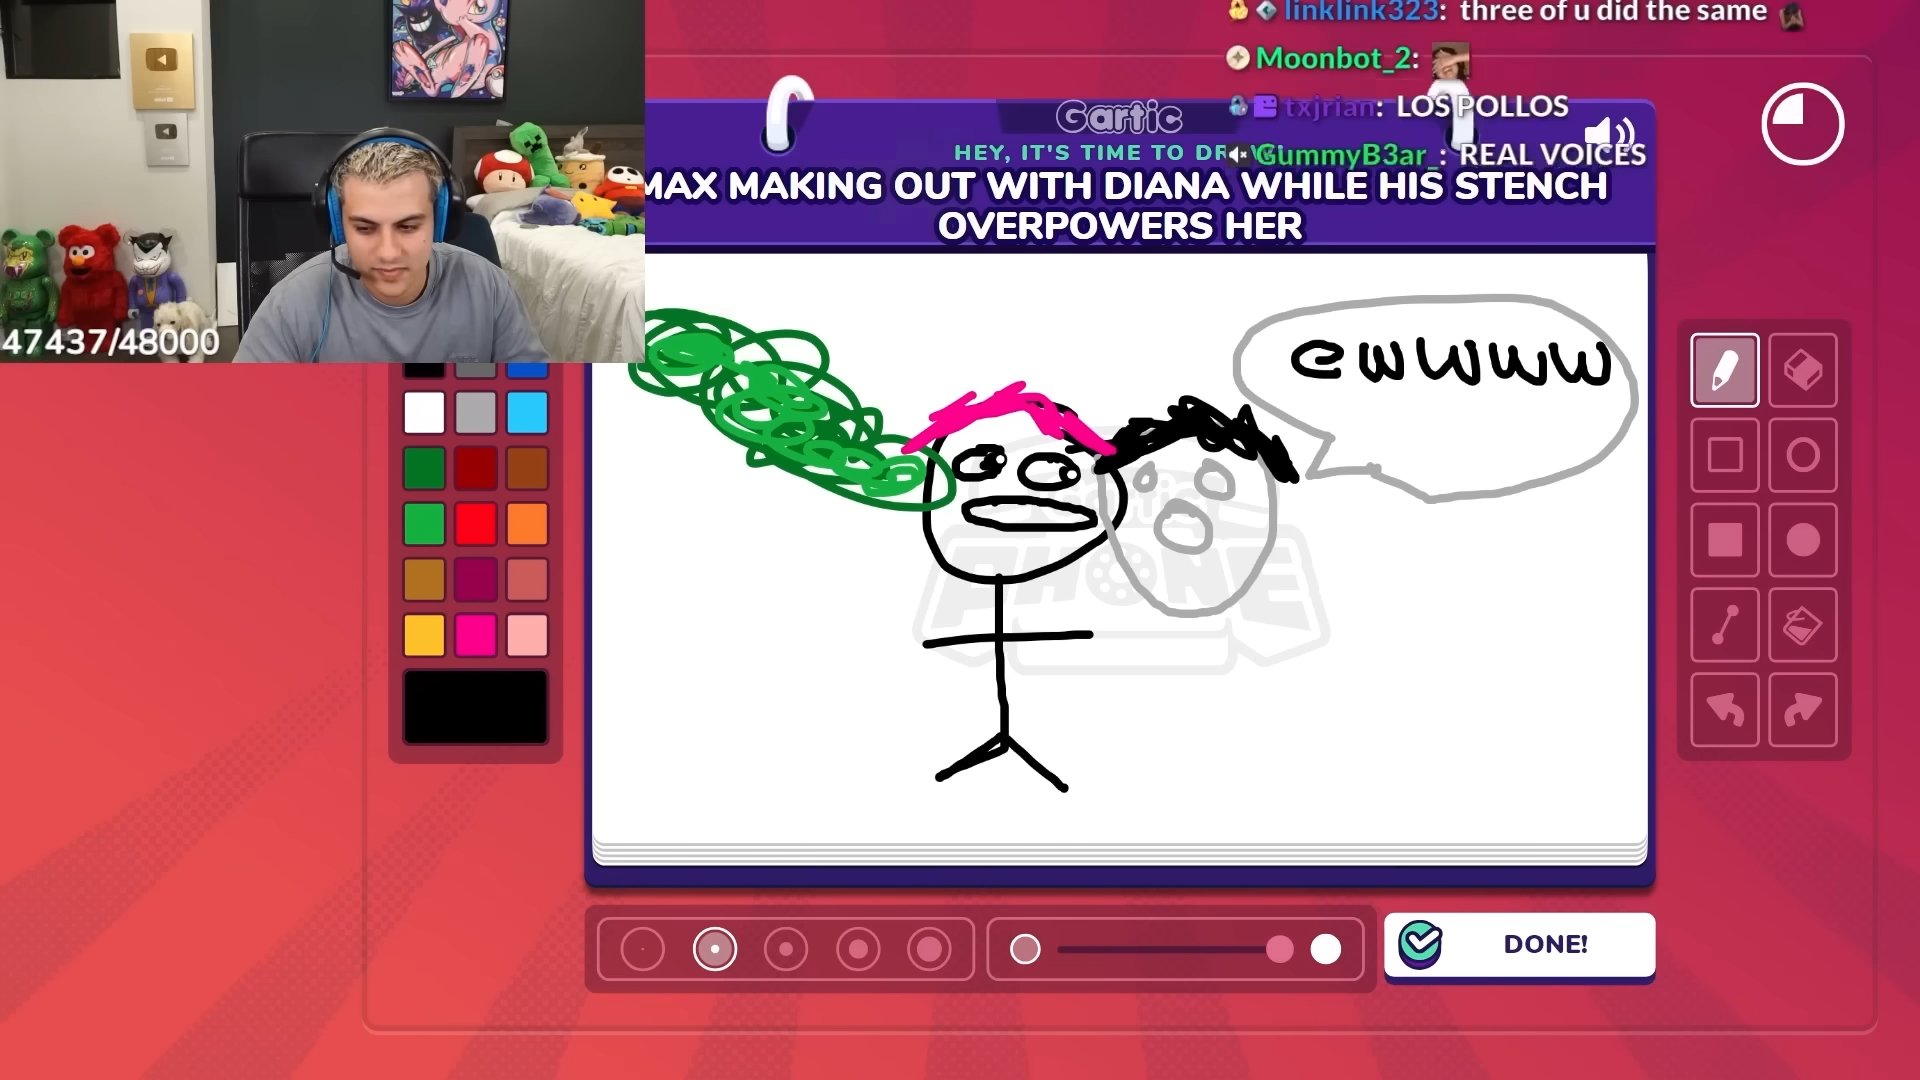 linklink323: three of u did the same
Moonbot_2:
txjrian: LOS POLLOS
GummyB3ar_: REAL VOICES
Gartic
HEY, IT'S TIME TO DR
MAX MAKING OUT WITH DIANA WHILE HIS STENCH
OVERPOWERS HER
47437/48000
ewwww
PHONE
DONE!